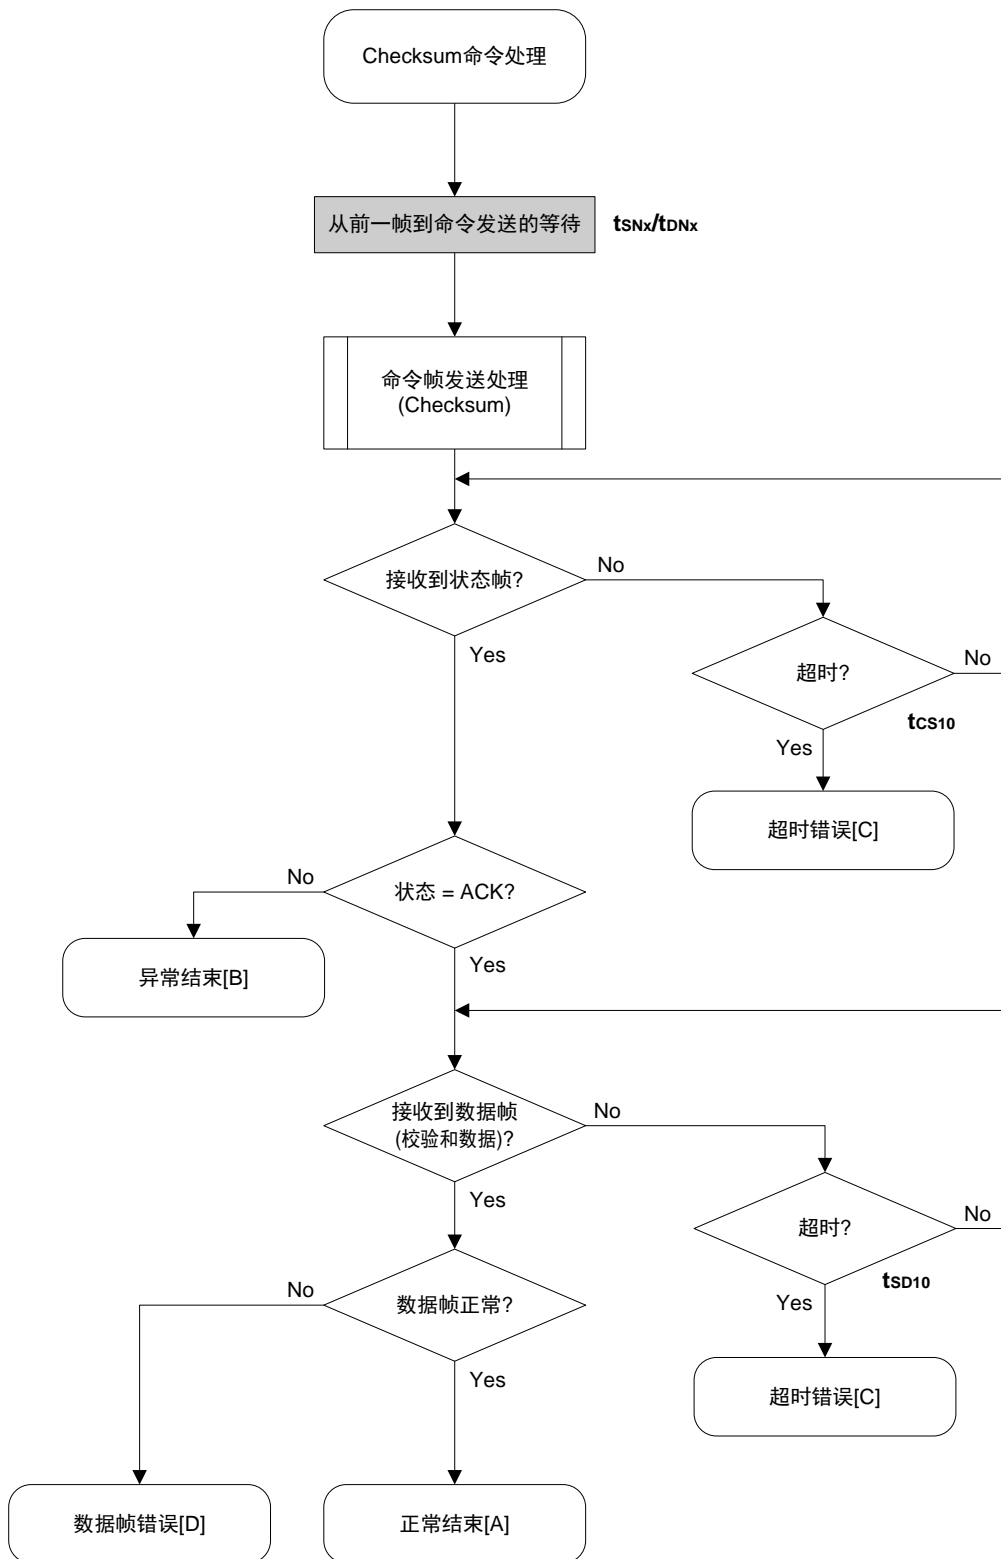 Checksum命令处理
从前一帧到命令发送的等待
tSNx/tDNx
命令帧发送处理
(Checksum)
接收到状态帧?
No
Yes
超时?
No
tCS10
Yes
超时错误[C]
状态 = ACK?
No
异常结束[B]
Yes
接收到数据帧
(校验和数据)?
No
Yes
超时?
No
tSD10
Yes
超时错误[C]
数据帧正常?
No
Yes
数据帧错误[D]
正常结束[A]